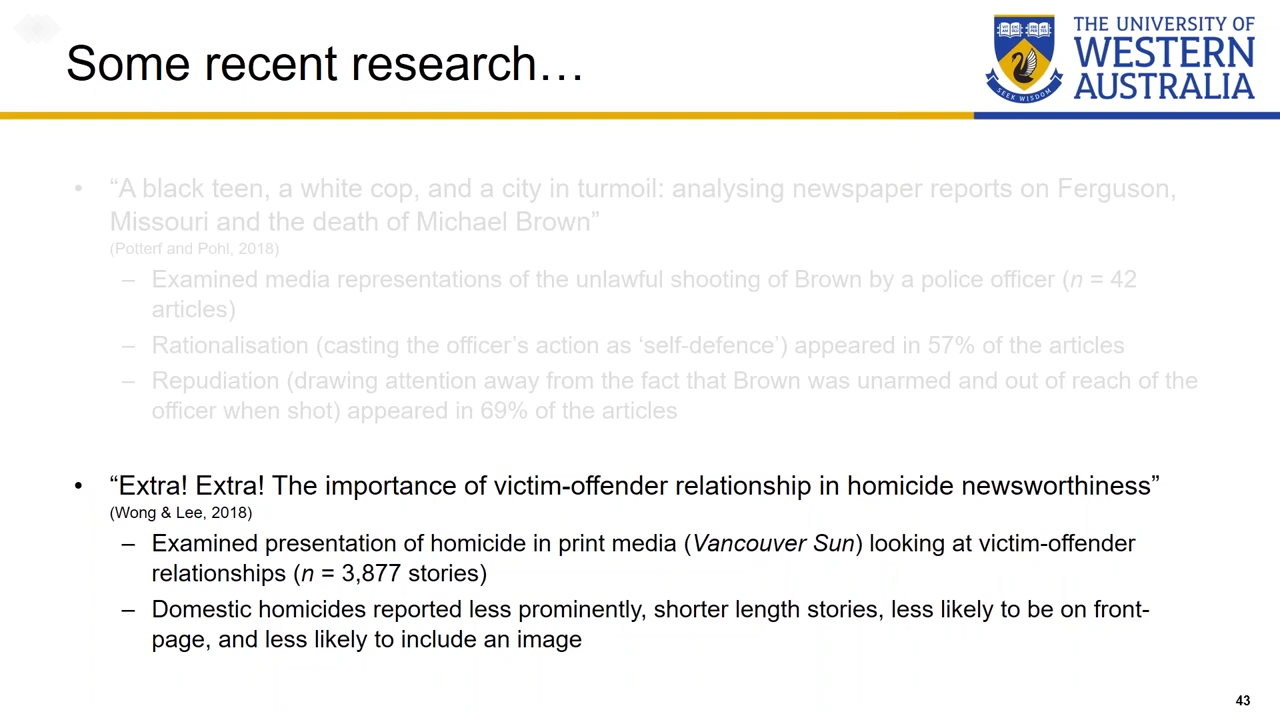 Some recent research…
THE UNIVERSITY OF
WESTERN
AUSTRALIA
SEEK WISDOM
• “A black teen, a white cop, and a city in turmoil: analysing newspaper reports on Ferguson,
Missouri and the death of Michael Brown”
(Potterf and Pohl, 2018)
– Examined media representations of the unlawful shooting of Brown by a police officer (n = 42
articles)
– Rationalisation (casting the officer’s action as ‘self-defence’) appeared in 57% of the articles
– Repudiation (drawing attention away from the fact that Brown was unarmed and out of reach of the
officer when shot) appeared in 69% of the articles
• “Extra! Extra! The importance of victim-offender relationship in homicide newsworthiness”
(Wong & Lee, 2018)
– Examined presentation of homicide in print media (Vancouver Sun) looking at victim-offender
relationships (n = 3,877 stories)
– Domestic homicides reported less prominently, shorter length stories, less likely to be on front-
page, and less likely to include an image
43